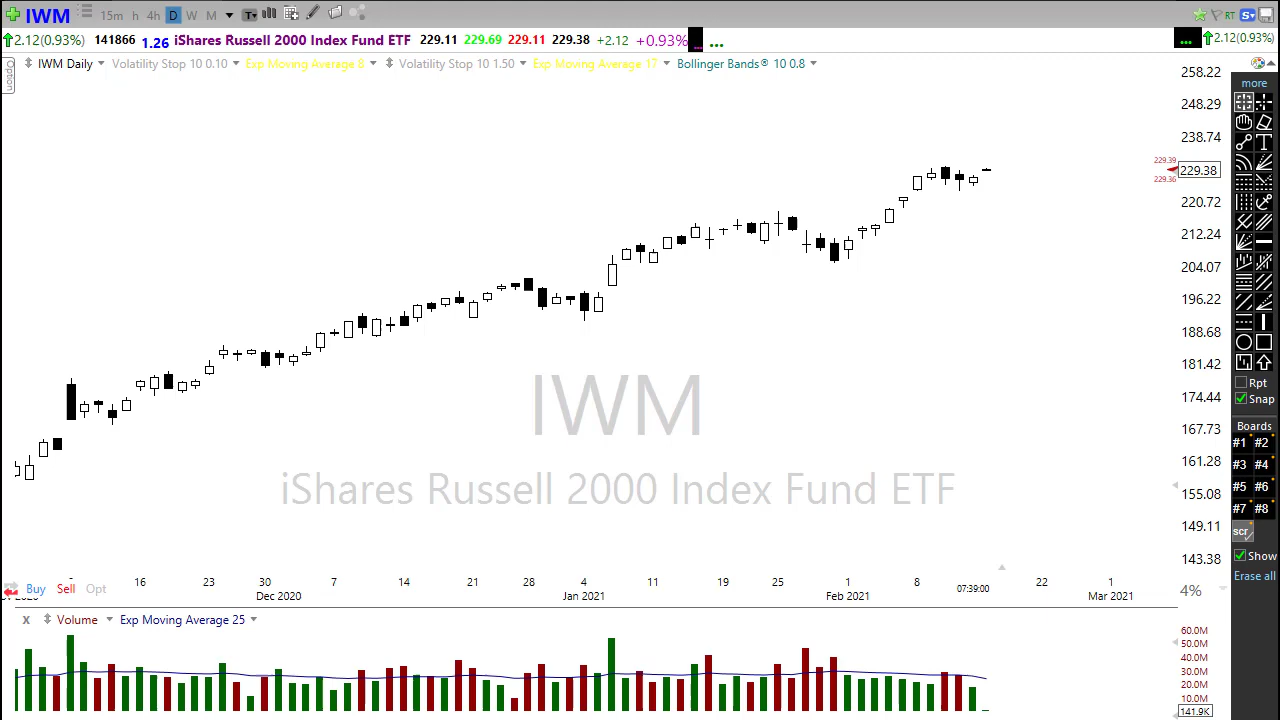 IWM 15m h 4h D W M T RT S
2.12(0.93%) 141866 1.26 iShares Russell 2000 Index Fund ETF 229.11 229.69 229.11 229.38 +2.12 +0.93% ... ... ... 2.12(0.93%)
Option
IWM Daily Volatility Stop 10 0.10 Exp Moving Average 8 Volatility Stop 10 1.50 Exp Moving Average 17 Bollinger Bands® 10 0.8
258.22
248.29
238.74
229.39
229.38
229.36
220.72
212.24
204.07
196.22
188.68
181.42
174.44
167.73
161.28
155.08
149.11
143.38
IWM
iShares Russell 2000 Index Fund ETF
more
T
Rpt
Snap
Boards
#1 #2
#3 #4
#5 #6
#7 #8
scr
Show
Erase all
Buy Sell Opt
16 23 30 7 14 21 28 4 11 19 25 1 8 07:39:00 22 1
2020 Dec 2020 Jan 2021 Feb 2021 Mar 2021
4%
x Volume Exp Moving Average 25
60.0M
50.0M
40.0M
30.0M
20.0M
10.0M
141.9K